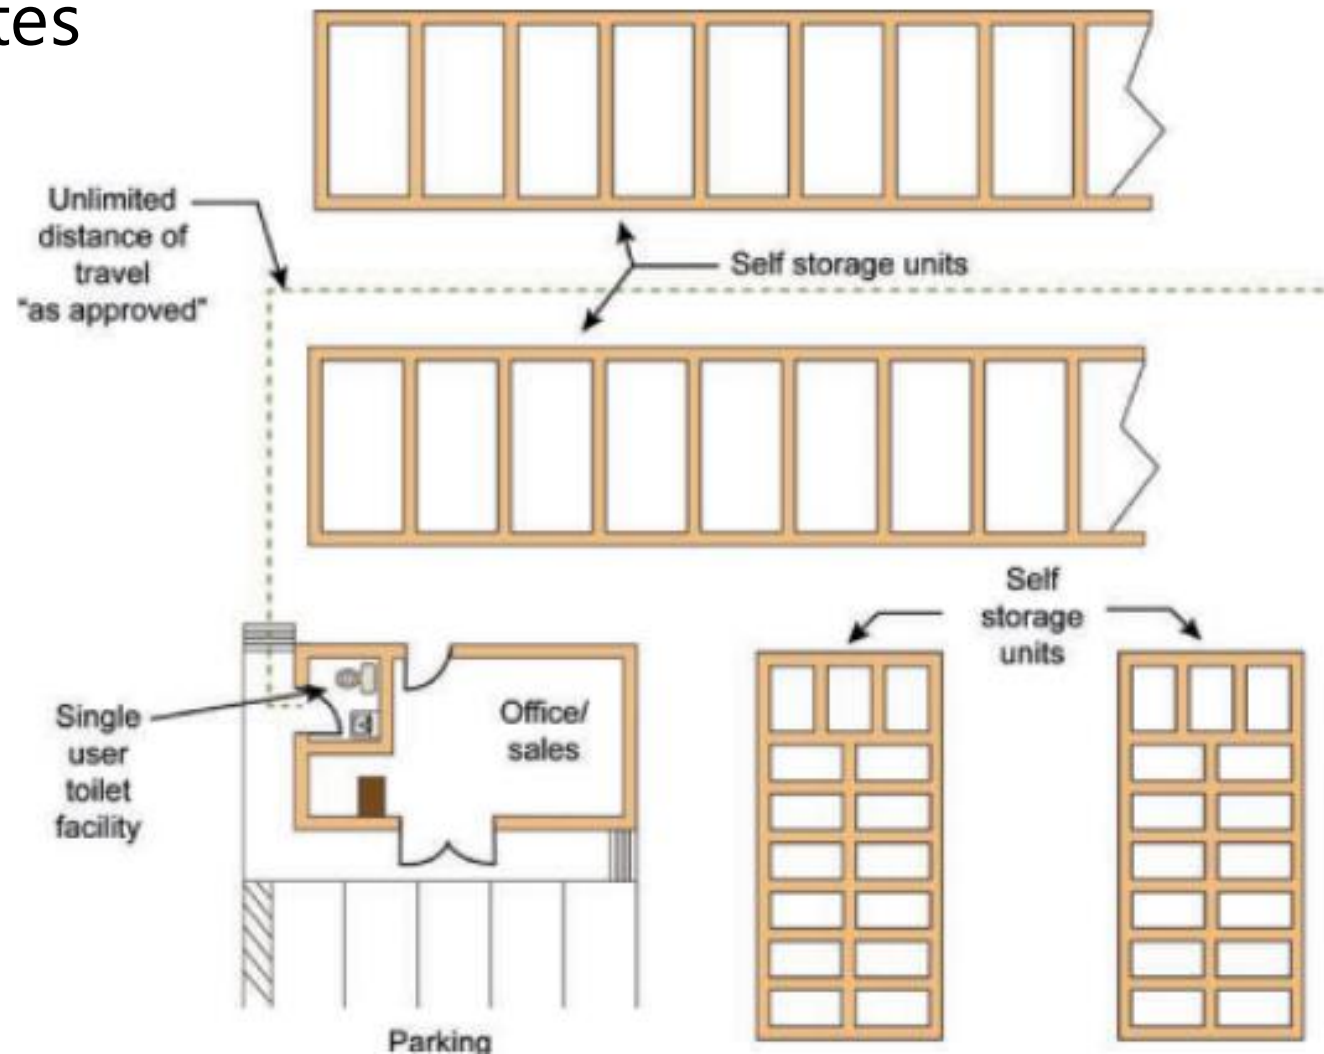 Unlimited
distance of
travel
"as approved"
Self storage units
Self
storage
units
Single
user
toilet
facility
Office/
sales
Parking